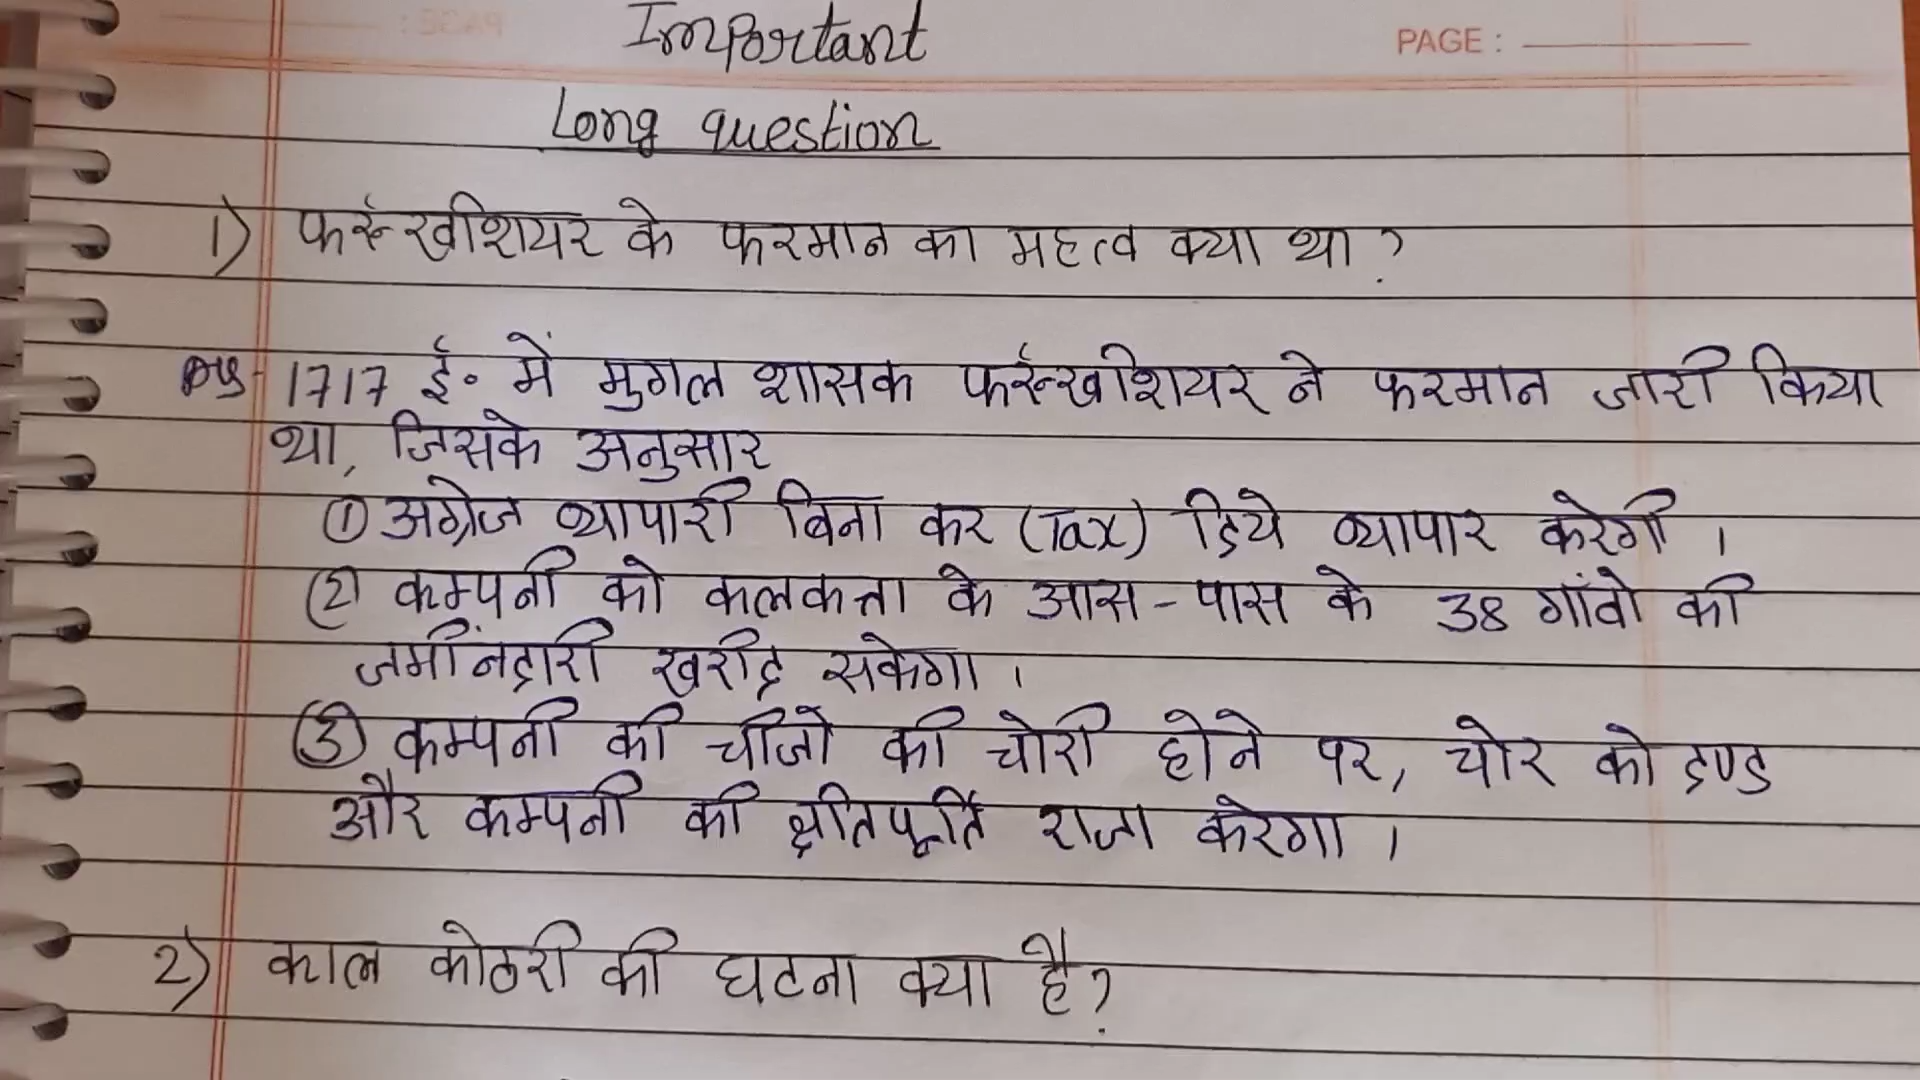 Important
PAGE :
Long question
1) फर्रूखशियर के फरमान का महत्व क्या था ?
Ans- 1717 ई॰ में मुगल शासक फर्रूखशियर ने फरमान जारी किया
था, जिसके अनुसार
① अग्रेज व्यापारी बिना कर (Tax) दिये व्यापार करेगी ।
② कम्पनी को कलकत्ता के आस-पास के 38 गांवो की
जमींनदारी खरीद सकेगा ।
③ कम्पनी की चीजों की चोरी होने पर, चोर को दण्ड
और कम्पनी की क्षतिपूर्ति राजा करेगा ।
2) काल कोठरी की घटना क्या है ?